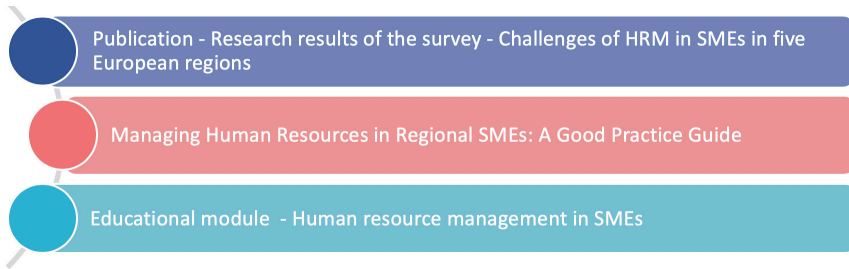 Publication - Research results of the survey - Challenges of HRM in SMEs in five
European regions
Managing Human Resources in Regional SMEs: A Good Practice Guide
Educational module  - Human resource management in SMEs